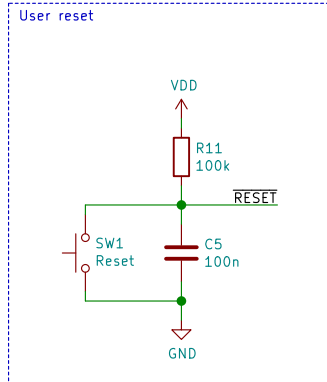 User reset
VDD
R11
100k
RESET
SW1
Reset
C5
100n
GND